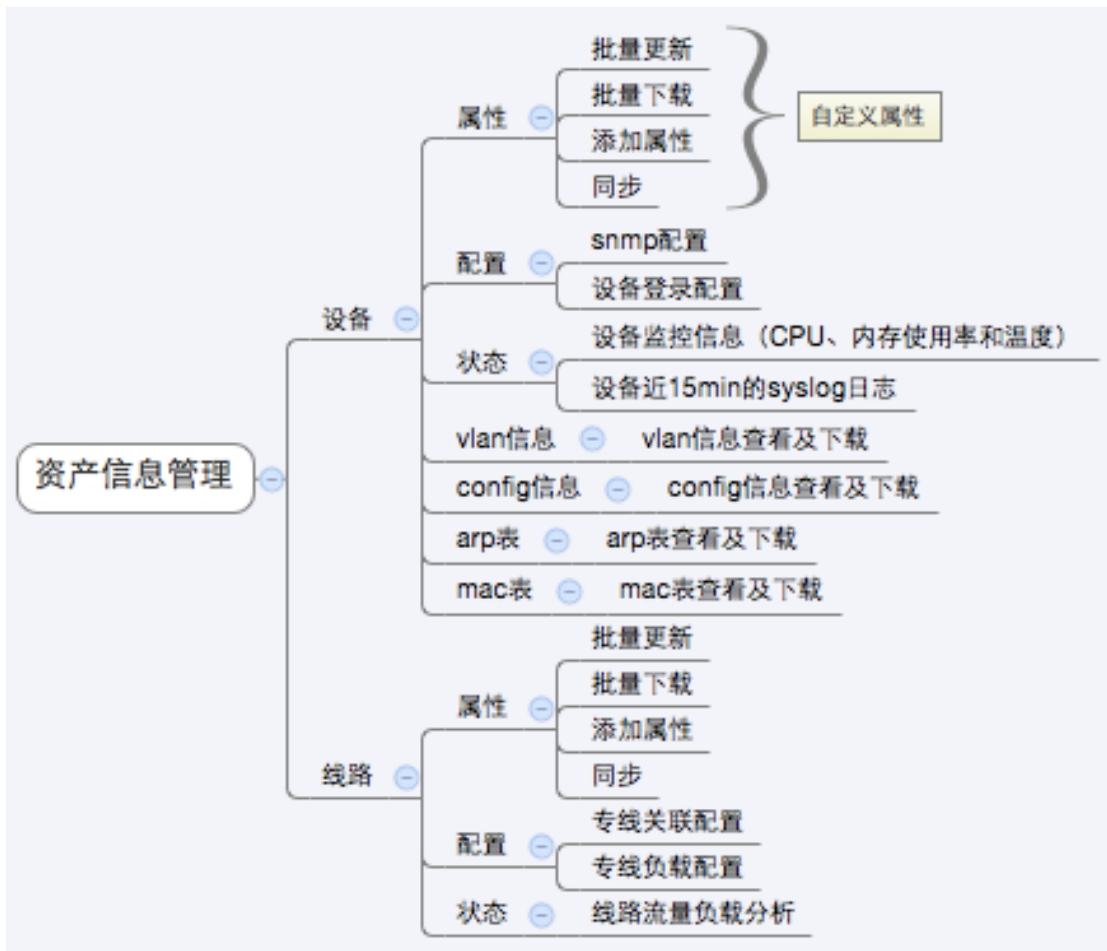 资产信息管理
设备
属性
批量更新
批量下载
添加属性
同步
自定义属性
配置
snmp配置
设备登录配置
状态
设备监控信息（CPU、内存使用率和温度）
设备近15min的syslog日志
vlan信息
vlan信息查看及下载
config信息
config信息查看及下载
arp表
arp表查看及下载
mac表
mac表查看及下载
线路
属性
批量更新
批量下载
添加属性
同步
配置
专线关联配置
专线负载配置
状态
线路流量负载分析